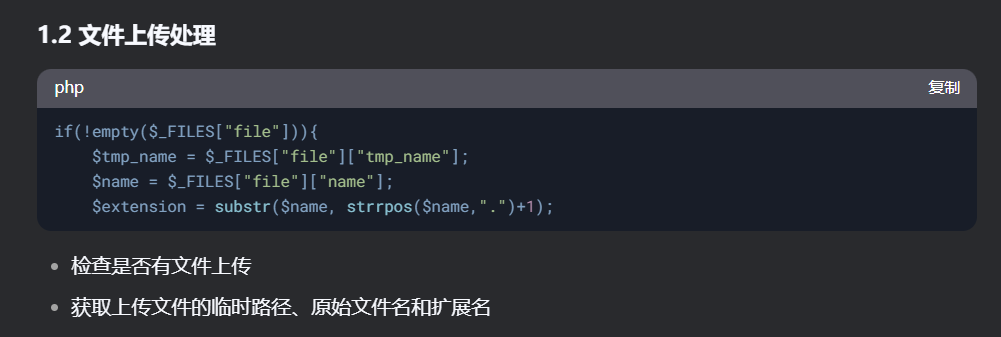 1.2 文件上传处理
php 复制
if(!empty($_FILES["file"])){
    $tmp_name = $_FILES["file"]["tmp_name"];
    $name = $_FILES["file"]["name"];
    $extension = substr($name, strrpos($name,".")+1);
• 检查是否有文件上传
• 获取上传文件的临时路径、原始文件名和扩展名